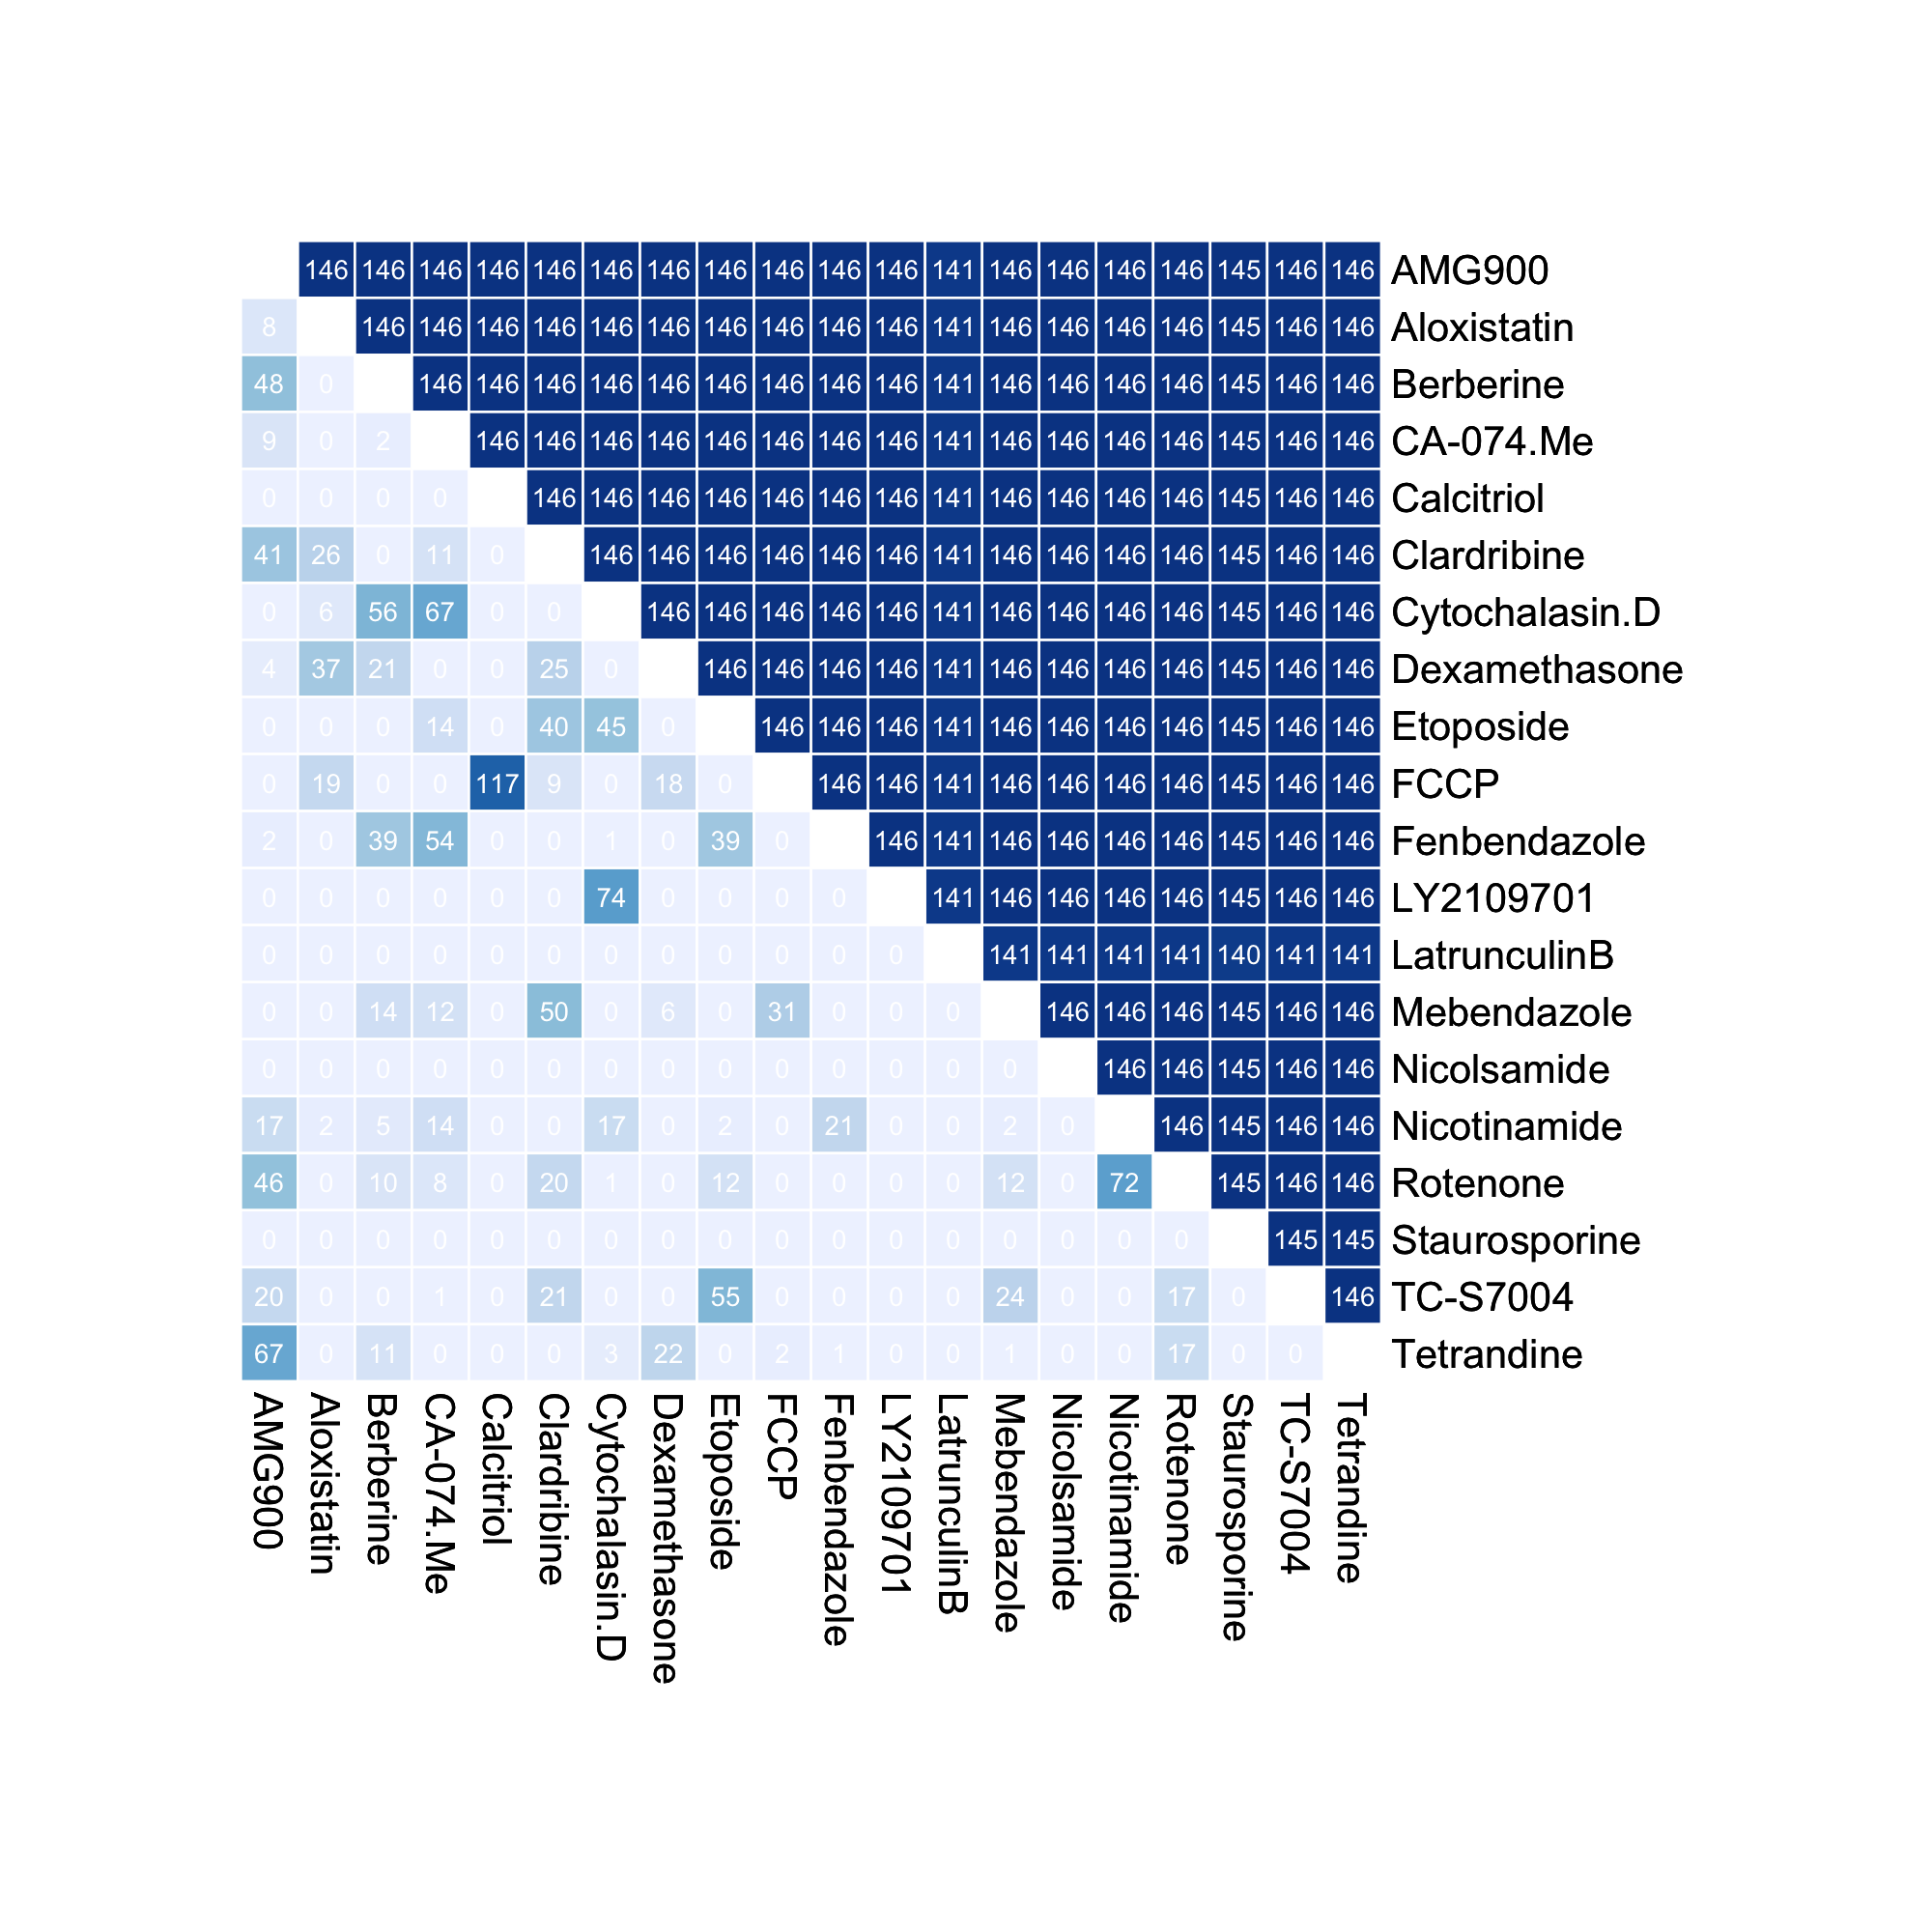 146 146 146 146 146 146 146 146 146 146 146 141 146 146 146 146 145 146 146 AMG900
8 146 146 146 146 146 146 146 146 146 146 141 146 146 146 146 145 146 146 Aloxistatin
48 0 146 146 146 146 146 146 146 146 146 141 146 146 146 146 145 146 146 Berberine
9 0 2 146 146 146 146 146 146 146 146 141 146 146 146 146 145 146 146 CA-074.Me
0 0 0 0 146 146 146 146 146 146 146 141 146 146 146 146 145 146 146 Calcitriol
41 26 0 11 0 146 146 146 146 146 146 141 146 146 146 146 145 146 146 Clardribine
0 6 56 67 0 0 146 146 146 146 146 141 146 146 146 146 145 146 146 Cytochalasin.D
4 37 21 0 0 25 0 146 146 146 146 141 146 146 146 146 145 146 146 Dexamethasone
0 0 0 14 0 40 45 0 146 146 146 141 146 146 146 146 145 146 146 Etoposide
0 19 0 0 117 9 0 18 0 146 146 141 146 146 146 146 145 146 146 FCCP
2 0 39 54 0 0 1 0 39 0 146 141 146 146 146 146 145 146 146 Fenbendazole
0 0 0 0 0 0 74 0 0 0 0 141 146 146 146 146 145 146 146 LY2109701
0 0 0 0 0 0 0 0 0 0 0 0 141 141 141 141 140 141 141 LatrunculinB
0 0 14 12 0 50 0 6 0 31 0 0 0 146 146 146 145 146 146 Mebendazole
0 0 0 0 0 0 0 0 0 0 0 0 0 0 146 146 145 146 146 Nicolsamide
17 2 5 14 0 0 17 0 2 0 21 0 0 2 0 146 145 146 146 Nicotinamide
46 0 10 8 0 20 1 0 12 0 0 0 0 12 0 72 145 146 146 Rotenone
0 0 0 0 0 0 0 0 0 0 0 0 0 0 0 0 0 145 145 Staurosporine
20 0 0 1 0 21 0 0 55 0 0 0 0 24 0 0 17 0 146 TC-S7004
67 0 11 0 0 0 3 22 0 2 1 0 0 1 0 0 17 0 0 Tetrandine
AMG900
Aloxistatin
Berberine
CA-074.Me
Calcitriol
Clardribine
Cytochalasin.D
Dexamethasone
Etoposide
FCCP
Fenbendazole
LY2109701
LatrunculinB
Mebendazole
Nicolsamide
Nicotinamide
Rotenone
Staurosporine
TC-S7004
Tetrandine